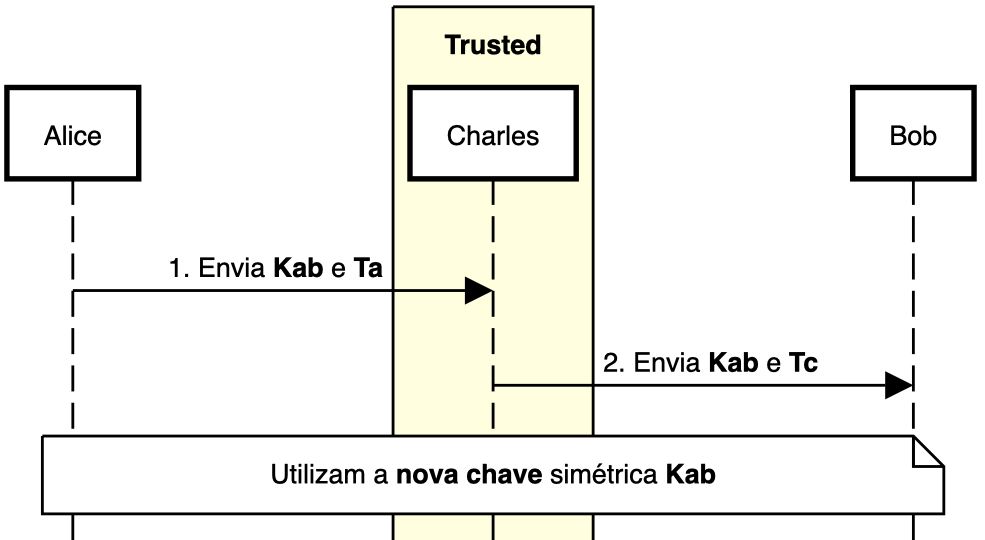 Trusted
Alice
Charles
Bob
1. Envia Kab e Ta
2. Envia Kab e Tc
Utilizam a nova chave simétrica Kab